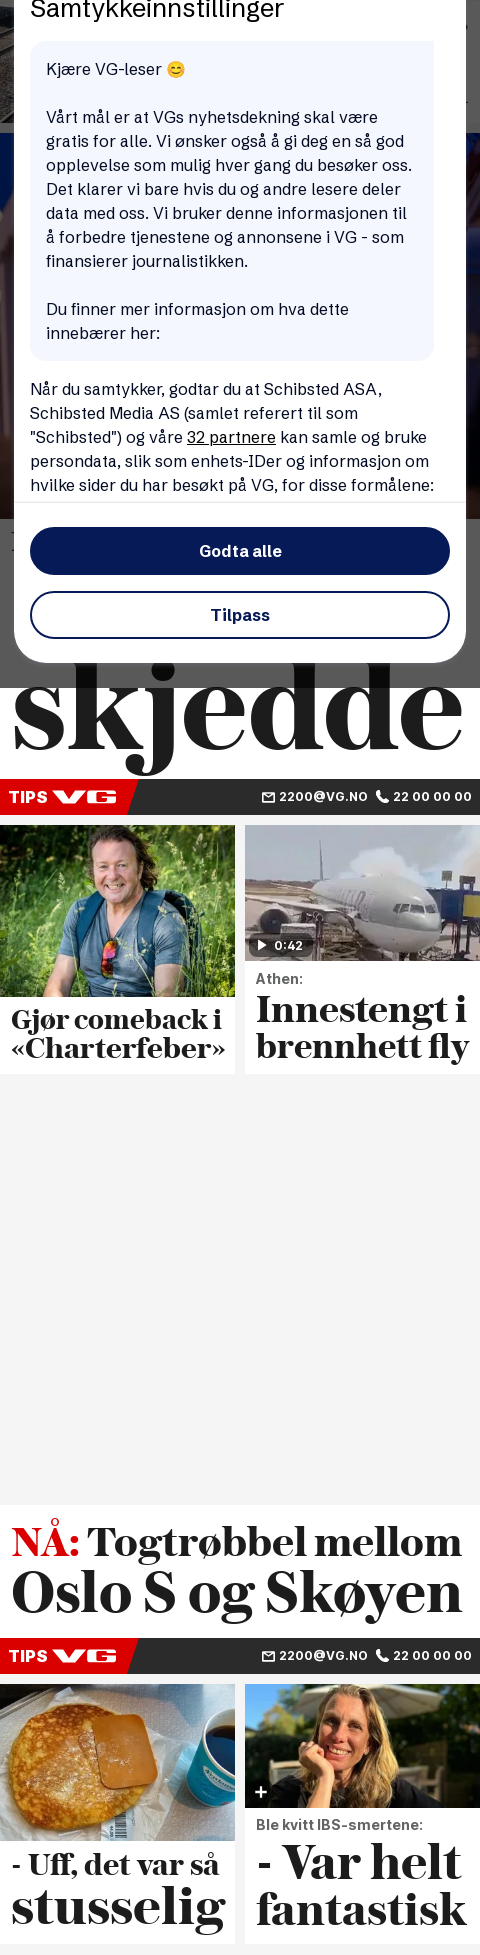 Samtykkeinnstillinger
Kjære VG-leser 😊
Vårt mål er at VGs nyhetsdekning skal være
gratis for alle. Vi ønsker også å gi deg en så god
opplevelse som mulig hver gang du besøker oss.
Det klarer vi bare hvis du og andre lesere deler
data med oss. Vi bruker denne informasjonen til
å forbedre tjenestene og annonsene i VG - som
finansierer journalistikken.
Du finner mer informasjon om hva dette
innebærer her:
Når du samtykker, godtar du at Schibsted ASA,
Schibsted Media AS (samlet referert til som
"Schibsted") og våre 32 partnere kan samle og bruke
persondata, slik som enhets-IDer og informasjon om
hvilke sider du har besøkt på VG, for disse formålene:
Godta alle
Tilpass
skjedde
TIPS VG 2200@VG.NO 22 00 00 00
0:42
Gjør comeback i
«Charterfeber»
Athen:
Innestengt i
brennhett fly
NÅ: Togtrøbbel mellom
Oslo S og Skøyen
TIPS VG 2200@VG.NO 22 00 00 00
- Uff, det var så
stusselig
Ble kvitt IBS-smertene:
- Var helt
fantastisk